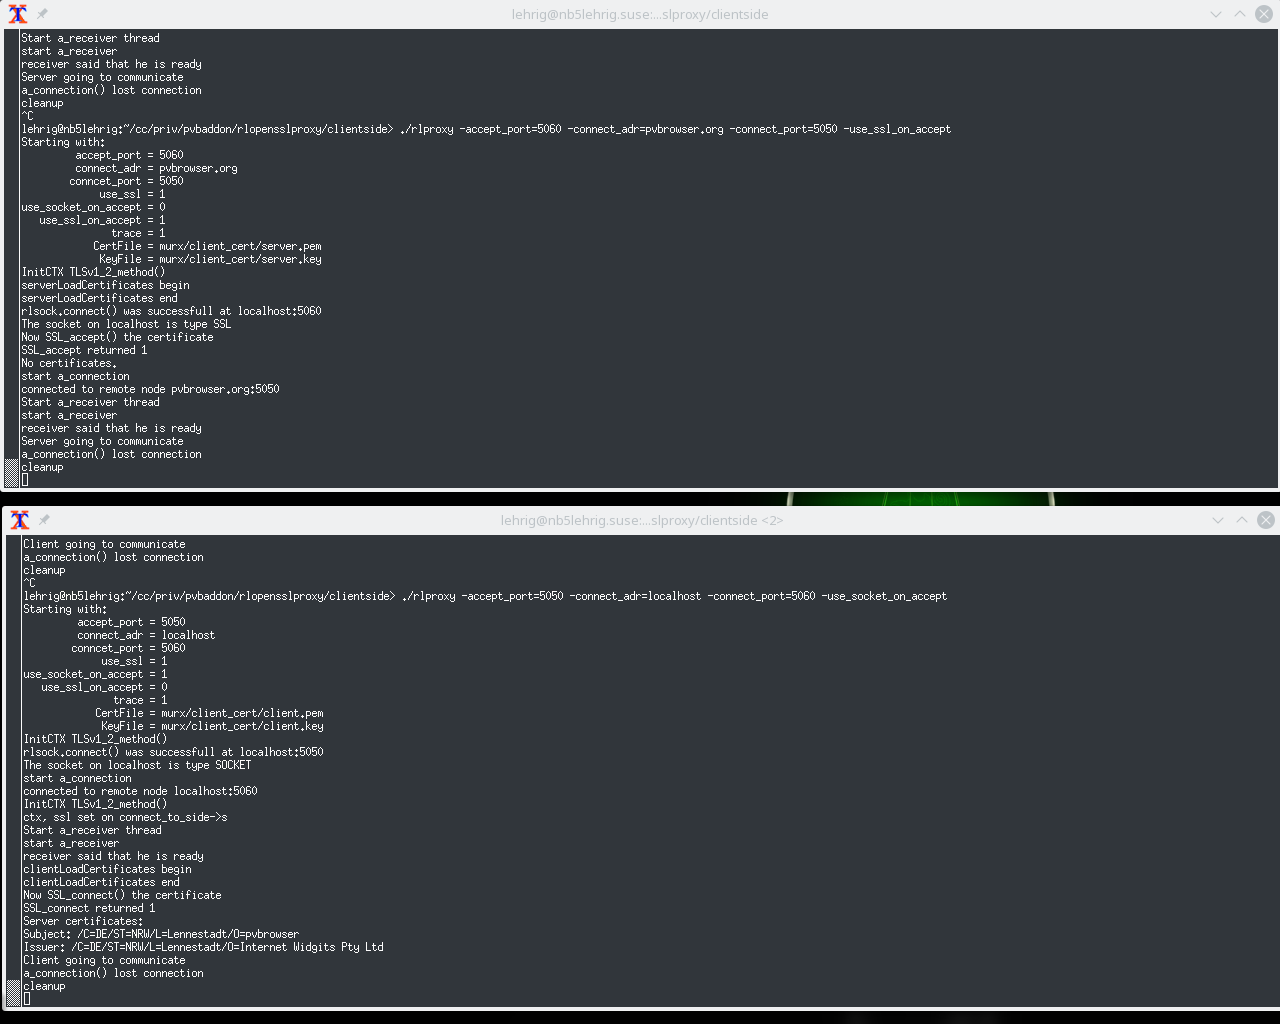 lehrig@nb5lehrig.suse:...slproxy/clientside
Start a_receiver thread
start a_receiver
receiver said that he is ready
Server going to communicate
a_connection() lost connection
cleanup
^C
lehrig@nb5lehrig:~/cc/priv/pvbaddon/rlopensslproxy/clientside> ./rlproxy -accept_port=5060 -connect_adr=pvbrowser.org -connect_port=5050 -use_ssl_on_accept
Starting with:
accept_port = 5060
connect_adr = pvbrowser.org
conncet_port = 5050
use_ssl = 1
use_socket_on_accept = 0
use_ssl_on_accept = 1
trace = 1
CertFile = murx/client_cert/server.pem
KeyFile = murx/client_cert/server.key
InitCTX TLSv1_2_method()
serverLoadCertificates begin
serverLoadCertificates end
rlsock.connect() was successfull at localhost:5060
The socket on localhost is type SSL
Now SSL_accept() the certificate
SSL_accept returned 1
No certificates.
start a_connection
connected to remote node pvbrowser.org:5050
Start a_receiver thread
start a_receiver
receiver said that he is ready
Server going to communicate
a_connection() lost connection
cleanup
lehrig@nb5lehrig.suse:...slproxy/clientside <2>
Client going to communicate
a_connection() lost connection
cleanup
^C
lehrig@nb5lehrig:~/cc/priv/pvbaddon/rlopensslproxy/clientside> ./rlproxy -accept_port=5050 -connect_adr=localhost -connect_port=5060 -use_socket_on_accept
Starting with:
accept_port = 5050
connect_adr = localhost
conncet_port = 5060
use_ssl = 1
use_socket_on_accept = 1
use_ssl_on_accept = 0
trace = 1
CertFile = murx/client_cert/client.pem
KeyFile = murx/client_cert/client.key
InitCTX TLSv1_2_method()
rlsock.connect() was successfull at localhost:5050
The socket on localhost is type SOCKET
start a_connection
connected to remote node localhost:5060
InitCTX TLSv1_2_method()
ctx, ssl set on connect_to_side->s
Start a_receiver thread
start a_receiver
receiver said that he is ready
clientLoadCertificates begin
clientLoadCertificates end
Now SSL_connect() the certificate
SSL_connect returned 1
Server certificates:
Subject: /C=DE/ST=NRW/L=Lennestadt/O=pvbrowser
Issuer: /C=DE/ST=NRW/L=Lennestadt/O=Internet Widgits Pty Ltd
Client going to communicate
a_connection() lost connection
cleanup